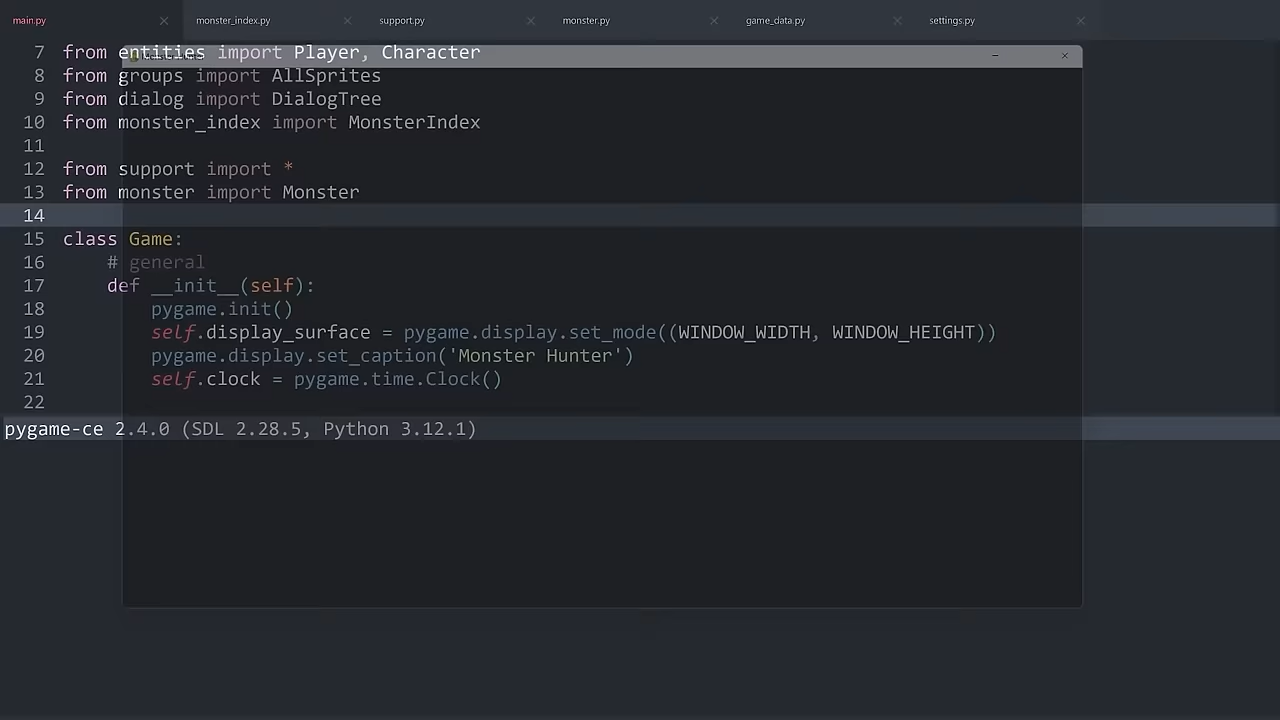 main.py monster_index.py support.py monster.py game_data.py settings.py
7 from entities import Player, Character
8 from groups import AllSprites
9 from dialog import DialogTree
10 from monster_index import MonsterIndex
11
12 from support import *
13 from monster import Monster
14
15 class Game:
16 # general
17 def __init__(self):
18 pygame.init()
19 self.display_surface = pygame.display.set_mode((WINDOW_WIDTH, WINDOW_HEIGHT))
20 pygame.display.set_caption('Monster Hunter')
21 self.clock = pygame.time.Clock()
22
pygame-ce 2.4.0 (SDL 2.28.5, Python 3.12.1)